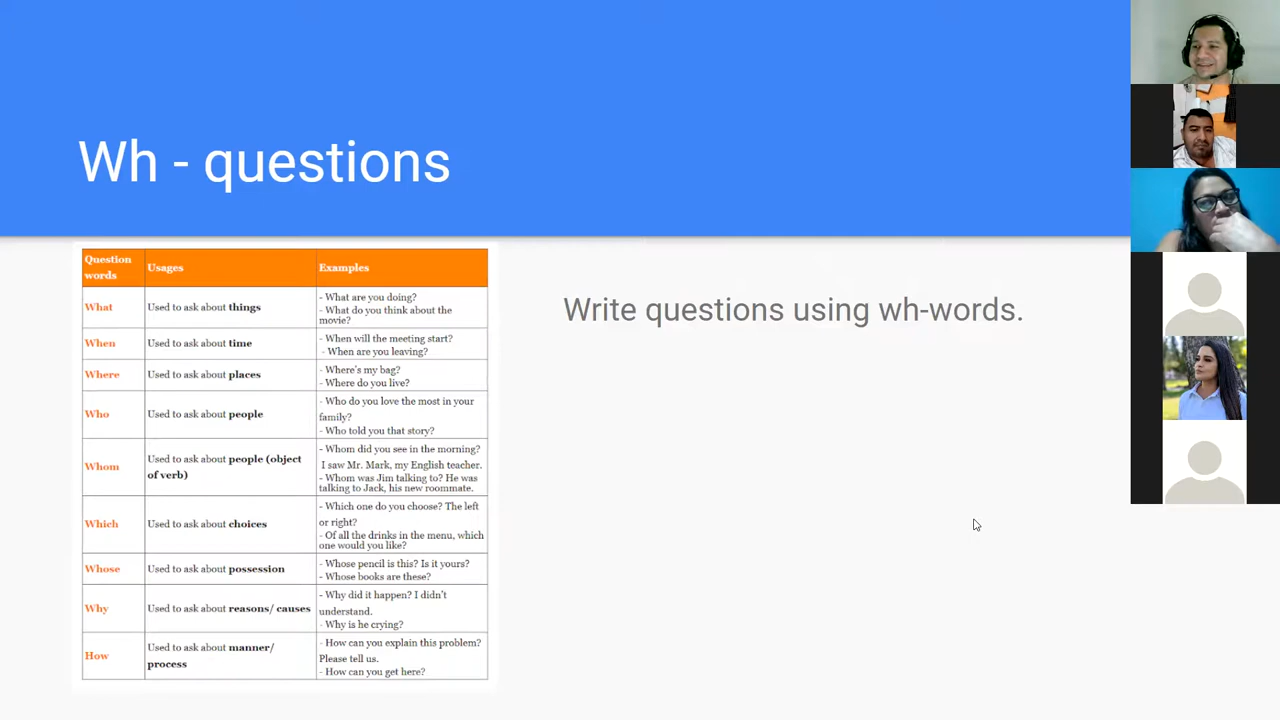 Wh - questions
Question
words
Usages
Examples
What
Used to ask about things
- What are you doing?
- What do you think about the
movie?
When
Used to ask about time
- When will the meeting start?
- When are you leaving?
Where
Used to ask about places
- Where's my bag?
- Where do you live?
Who
Used to ask about people
- Who do you love the most in your
family?
- Who told you that story?
Whom
Used to ask about people (object
of verb)
- Whom did you see in the morning?
I saw Mr. Mark, my English teacher.
- Whom was Jim talking to? He was
talking to Jack, his new roommate.
Which
Used to ask about choices
- Which one do you choose? The left
or right?
- Of all the drinks in the menu, which
one would you like?
Whose
Used to ask about possession
- Whose pencil is this? Is it yours?
- Whose books are these?
Why
Used to ask about reasons/ causes
- Why did it happen? I didn't
understand.
- Why is he crying?
How
Used to ask about manner/
process
- How can you explain this problem?
Please tell us.
- How can you get here?
Write questions using wh-words.